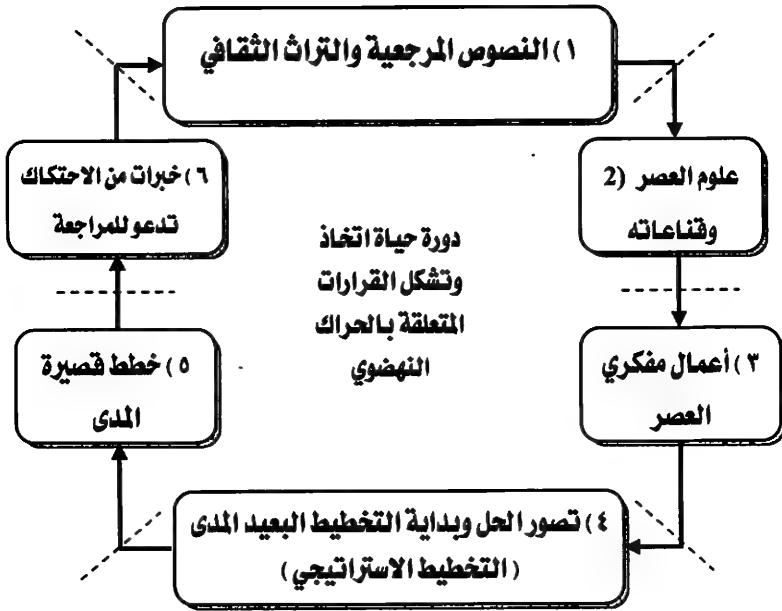 ١) النصوص المرجعية والتراث الثقافي
علوم العصر (2
وقناعاته
٣) أعمال مفكري
العصر
٤) تصور الحل وبداية التخطيط البعيد المدى
(التخطيط الاستراتيجي)
٥) خطط قصيرة
المدى
٦) خبرات من الاحتكاك
تدعو للمراجعة
دورة حياة اتخاذ
وتشكل القرارات
المتعلقة بالحراك
النهضوي